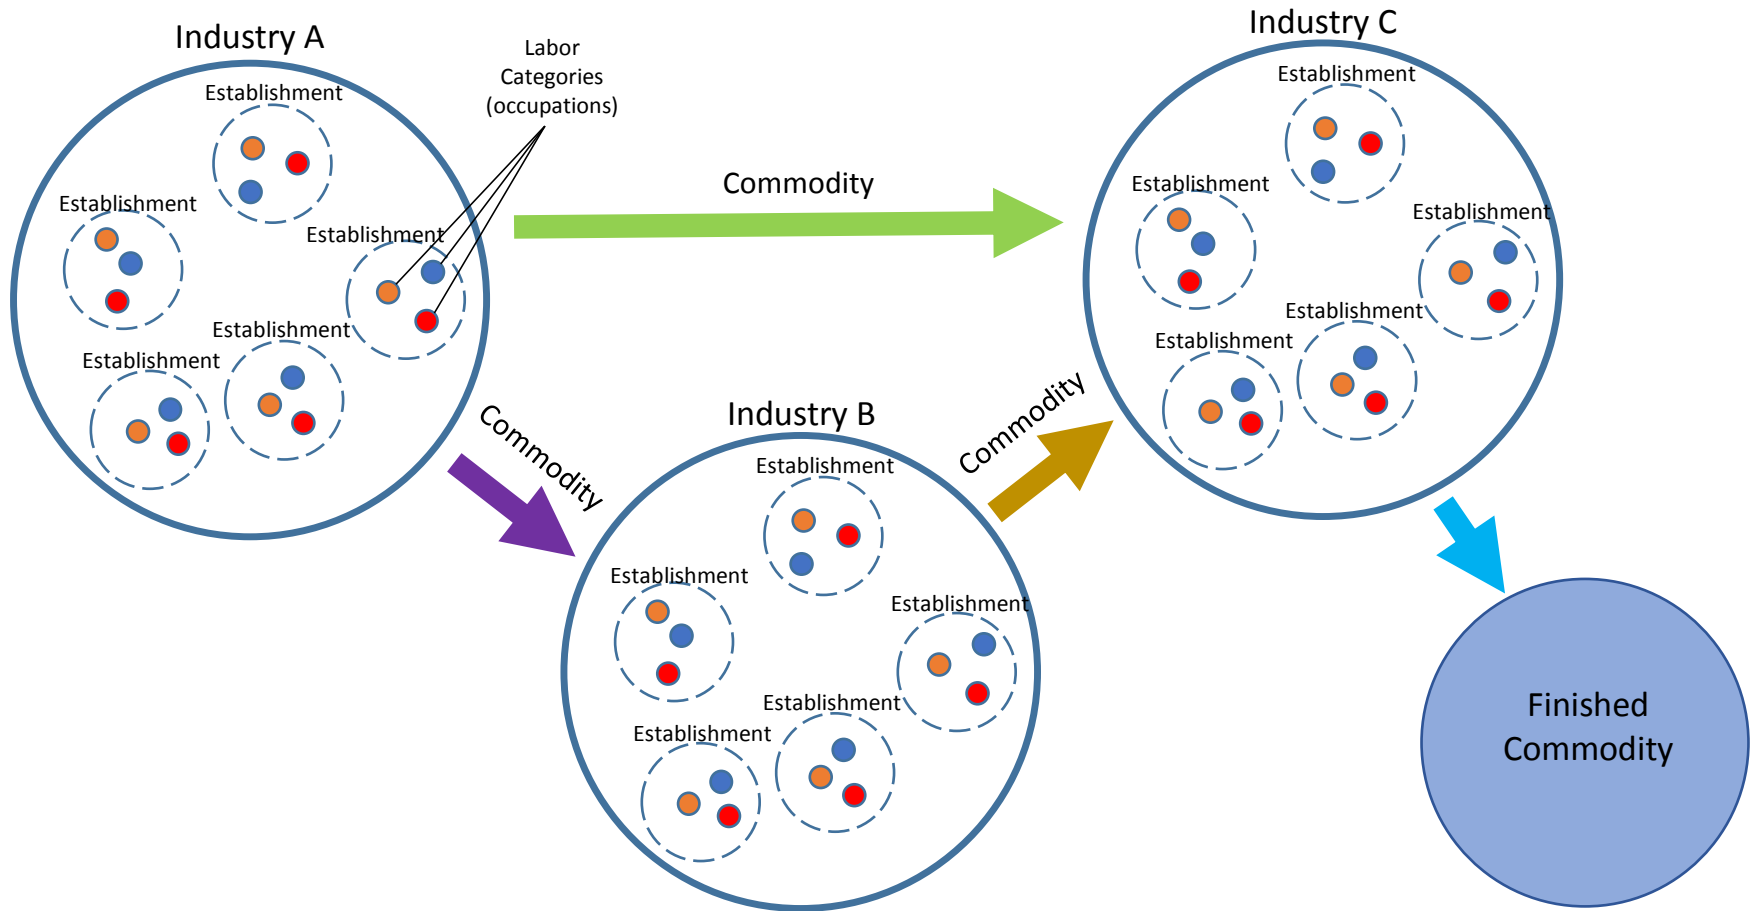 Industry A
Labor
Categories
(occupations)
Establishment
Establishment
Establishment
Establishment
Establishment
Commodity
Industry C
Establishment
Establishment
Establishment
Establishment
Establishment
Commodity
Industry B
Commodity
Establishment
Establishment
Establishment
Establishment
Establishment
Finished
Commodity